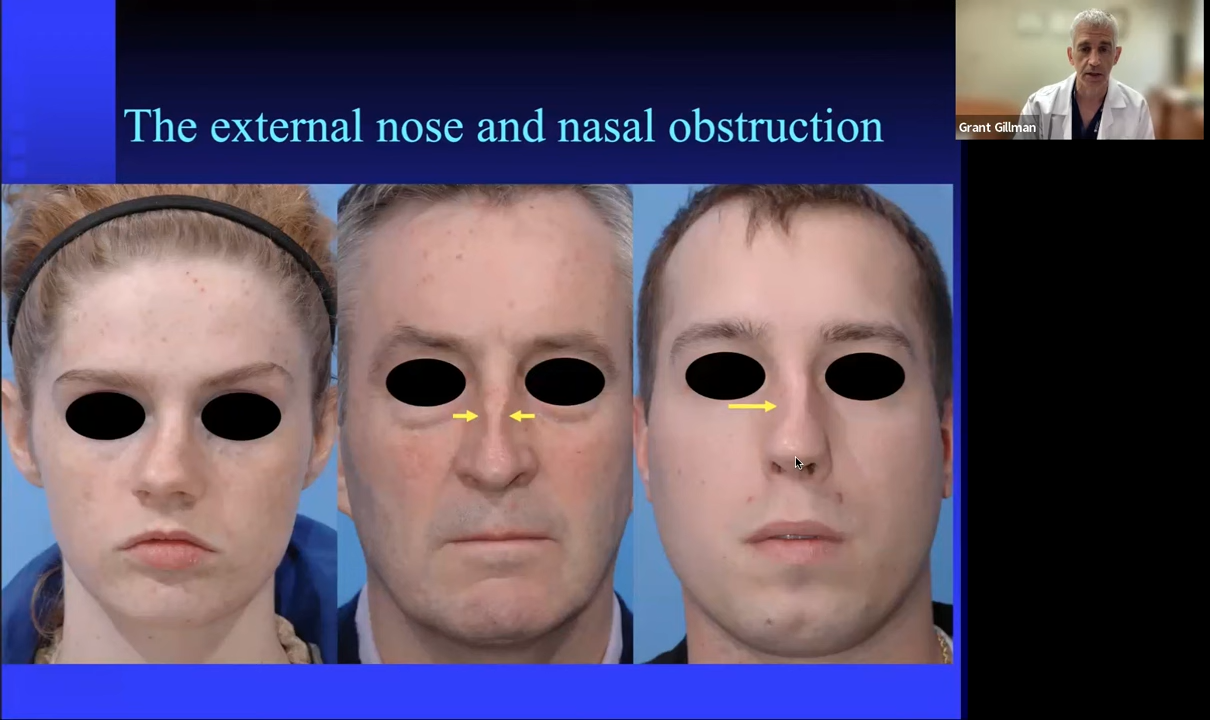 The external nose and nasal obstruction
Grant Gillman